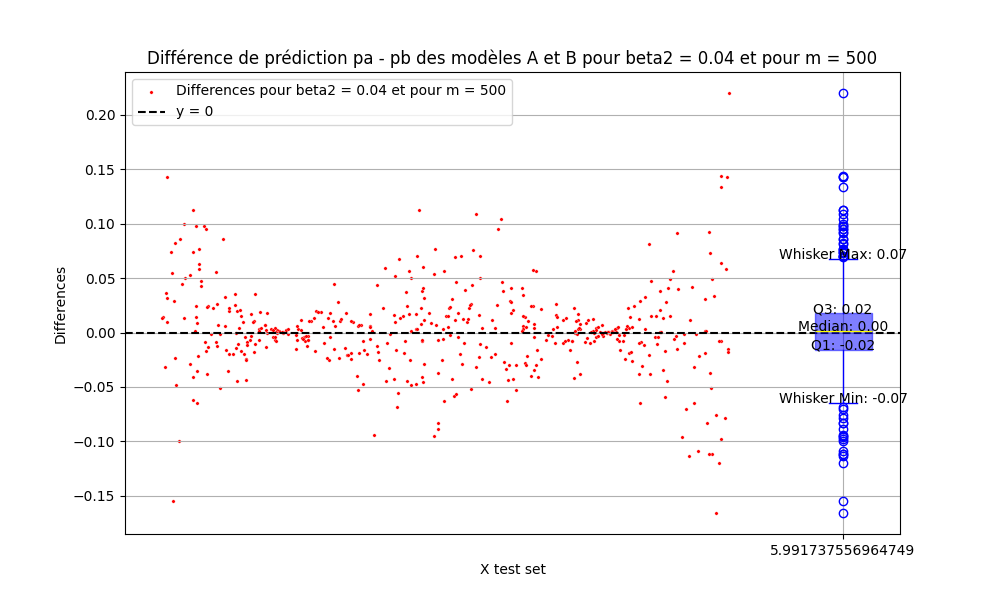 Différence de prédiction pa - pb des modèles A et B pour beta2 = 0.04 et pour m = 500
Differences pour beta2 = 0.04 et pour m = 500
y = 0
0.20
0.15
0.10
0.05
0.00
−0.05
−0.10
−0.15
Differences
Whisker Max: 0.07
Q3: 0.02
Median: 0.00
Q1: -0.02
Whisker Min: -0.07
5.991737556964749
X test set